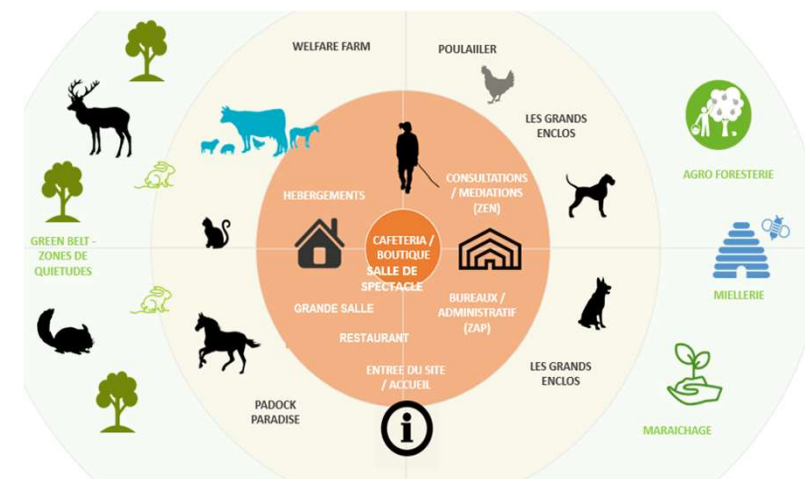 WELFARE FARM
POULAIILER
LES GRANDS
ENCLOS
AGRO FORESTERIE
CONSULTATIONS
/ MEDIATIONS
(ZEN)
HEBERGEMENTS
GREEN BELT -
ZONES DE
QUIETUDES
CAFETERIA /
BOUTIQUE
SALLE DE
SPECTACLE
MIELLERIE
BUREAUX /
ADMINISTRATIF
(ZAP)
GRANDE SALLE
RESTAURANT
ENTREE DU SITE
/ ACCUEIL
LES GRANDS
ENCLOS
PADOCK
PARADISE
MARAICHAGE
i